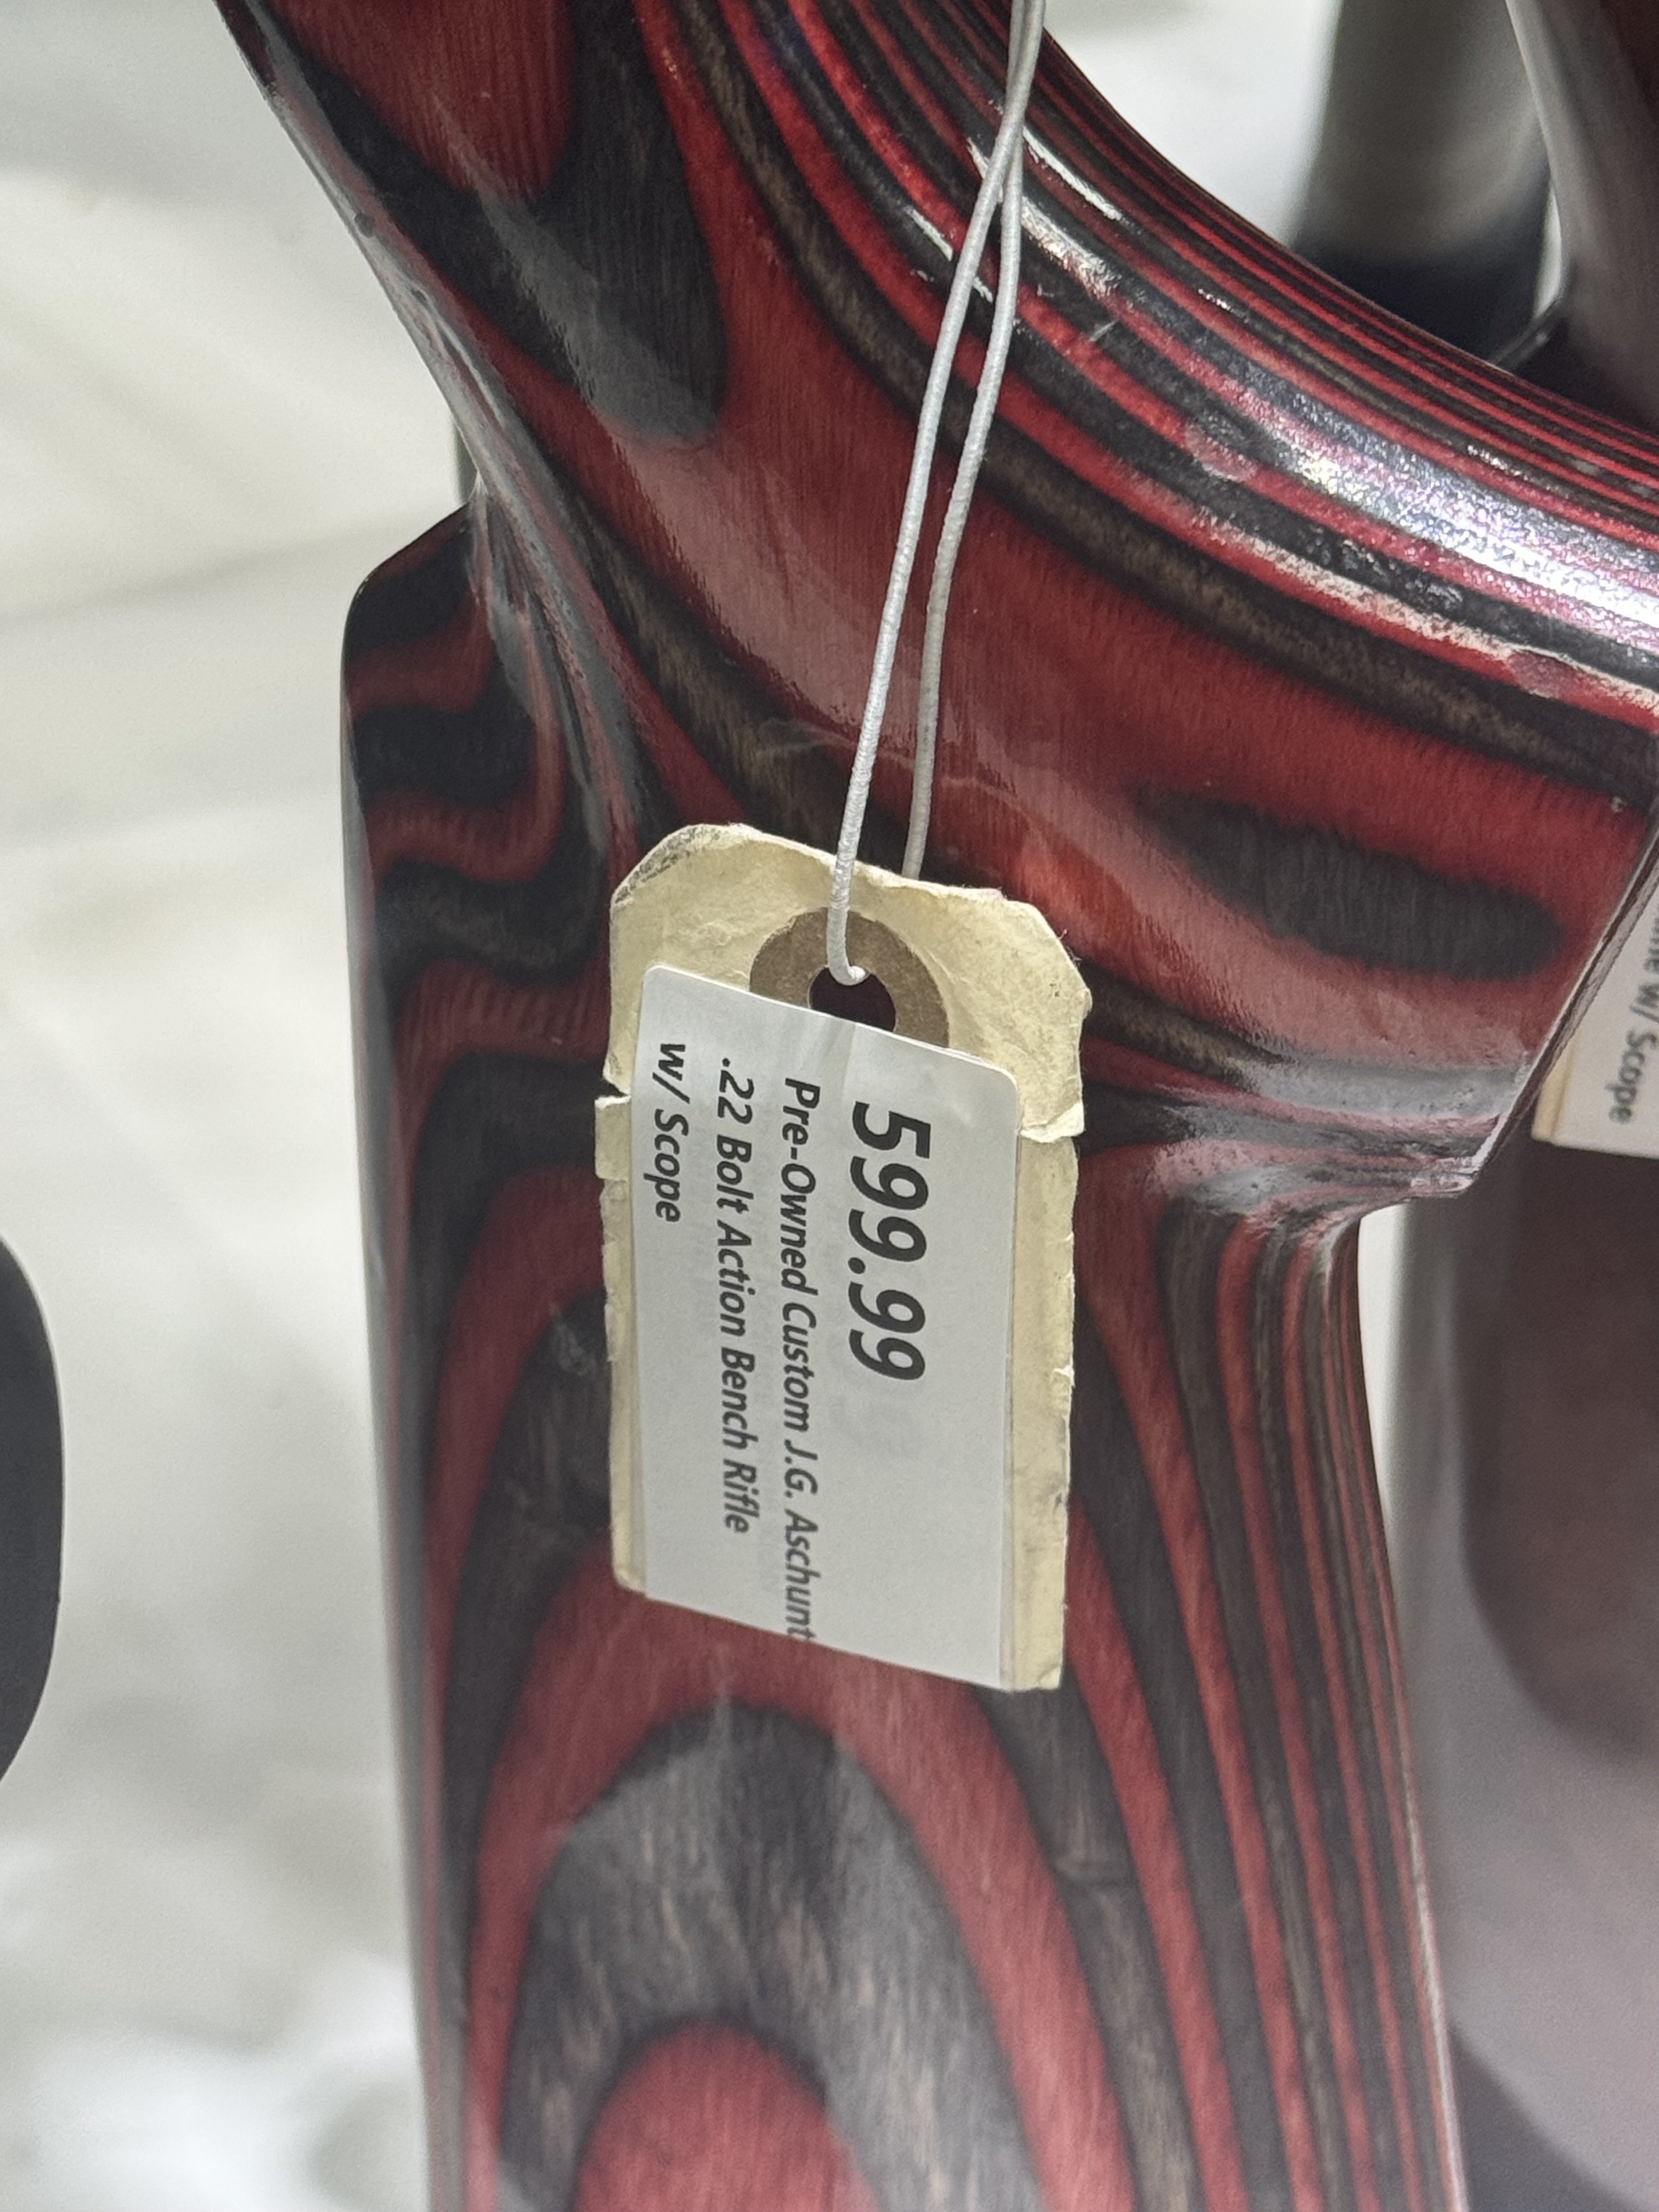 599.99
Pre-Owned Custom J.G. Aschunt
.22 Bolt Action Bench Rifle
w/ Scope
w/ Scope